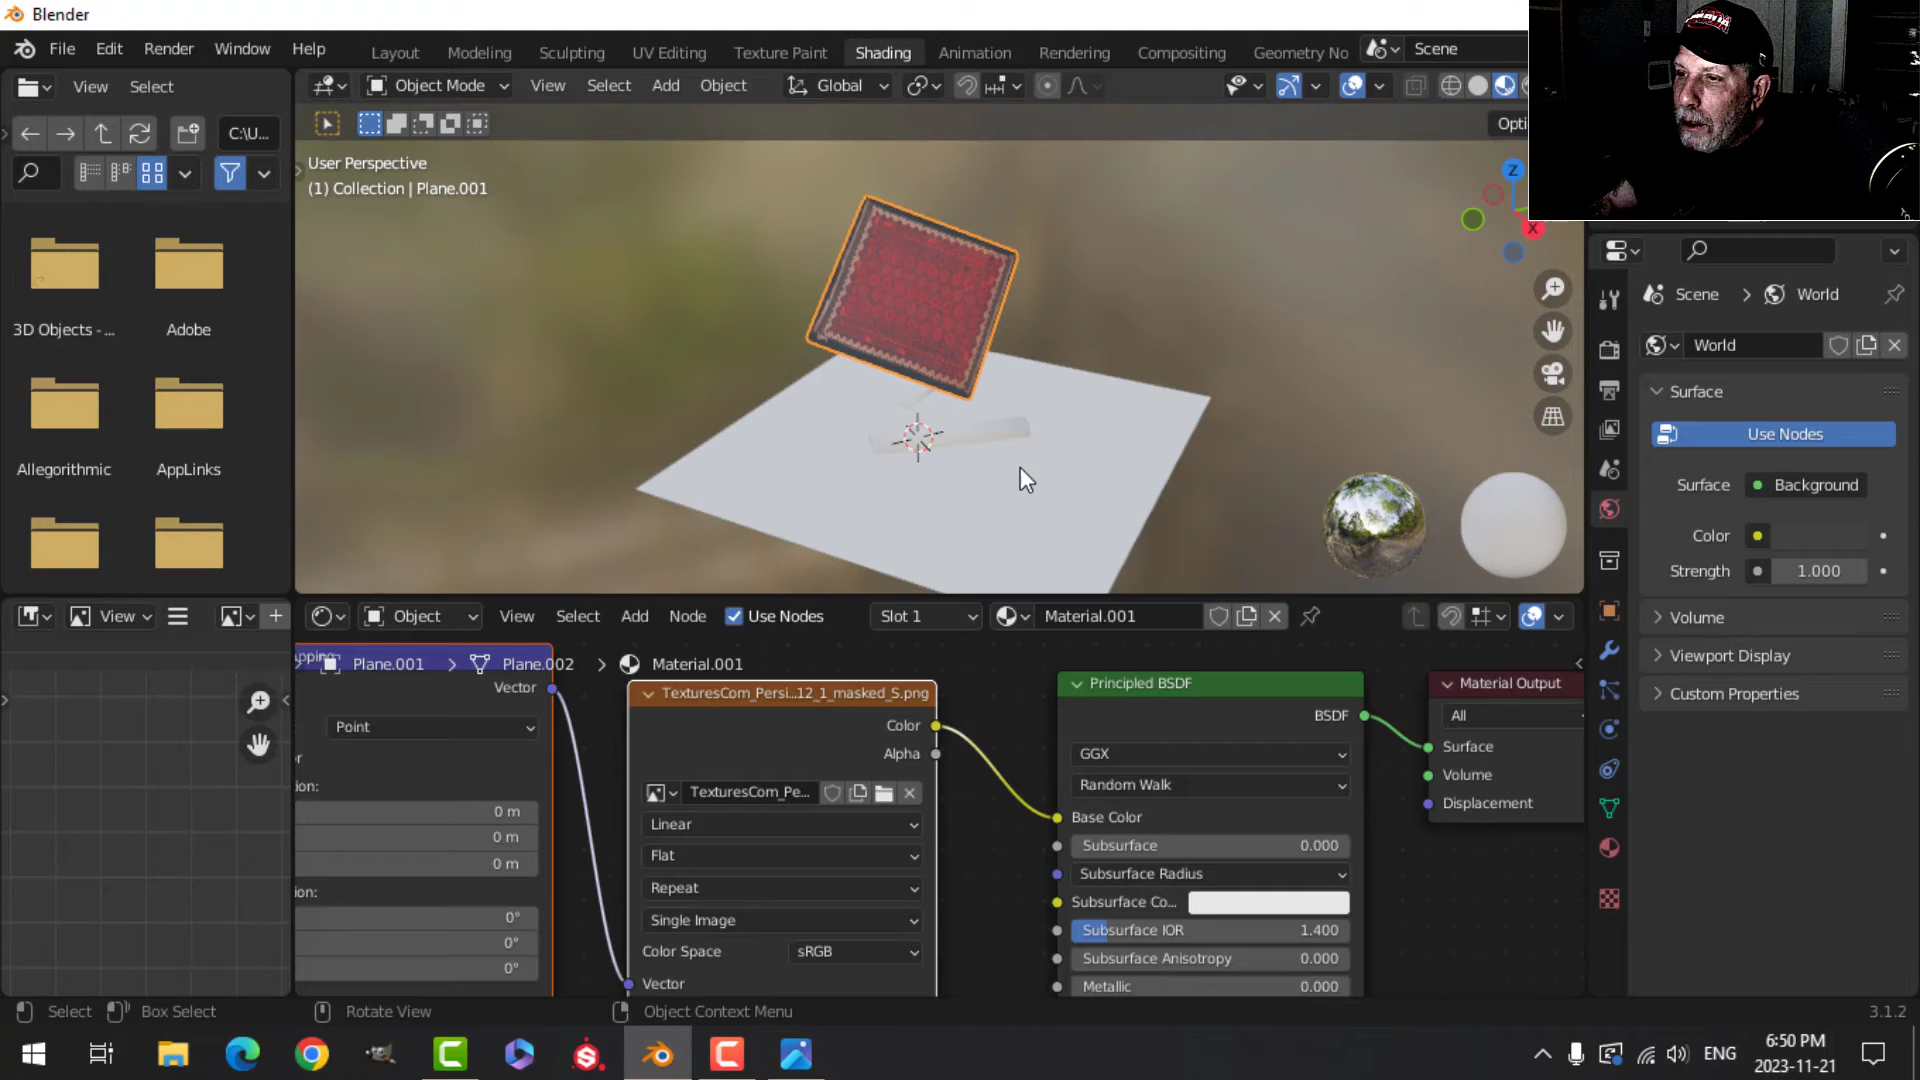 Blender
File Edit Render Window Help
Layout Modeling Sculpting UV Editing Texture Paint Shading Animation Rendering Compositing Geometry No
Scene
View Select
Object Mode View Select Add Object Global
C:\U...
Opti
User Perspective
(1) Collection | Plane.001
Z
X
3D Objects - ... Adobe
Allegorithmic AppLinks
Scene World
World
Surface
Use Nodes
Surface Background
Color
Strength 1.000
Volume
Viewport Display
Custom Properties
View
Object View Select Add Node Use Nodes Slot 1 Material.001
Plane.001 Plane.002 Material.001
Vector
Point
ion:
0 m
0 m
0 m
ion:
0°
0°
0°
TexturesCom_Persi...12_1_masked_S.png
Color
Alpha
TexturesCom_Pe...
Linear
Flat
Repeat
Single Image
Color Space sRGB
Vector
Principled BSDF
BSDF
GGX
Random Walk
Base Color
Subsurface 0.000
Subsurface Radius
Subsurface Co...
Subsurface IOR 1.400
Subsurface Anisotropy 0.000
Metallic 0.000
Material Output
All
Surface
Volume
Displacement
Select Box Select Rotate View Object Context Menu 3.1.2
ENG
6:50 PM
2023-11-21